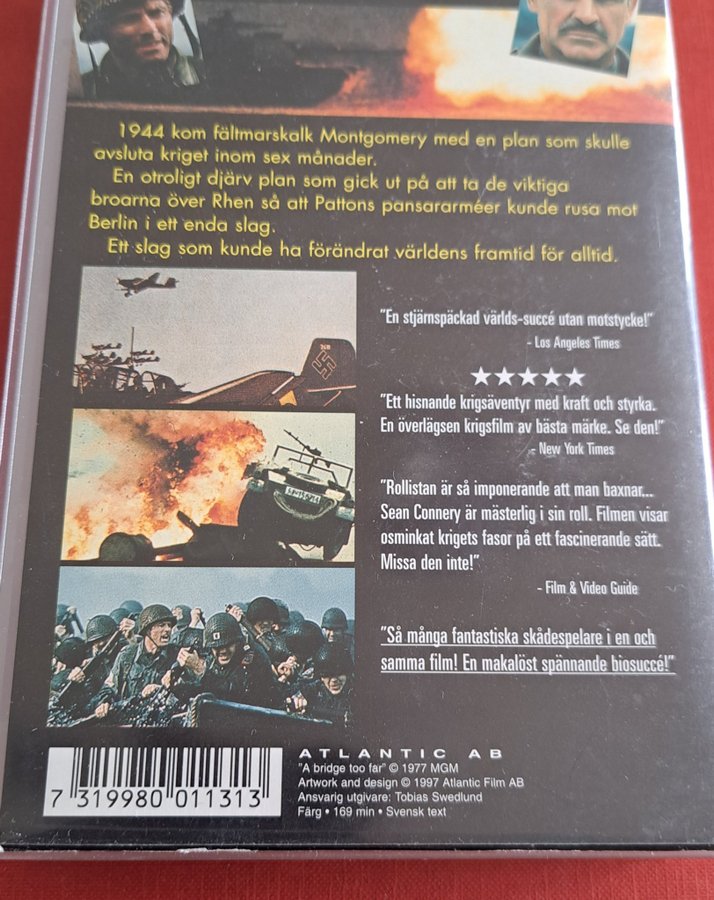 1944 kom fältmarskalk Montgomery med en plan som skulle
avsluta kriget inom sex månader.
En otroligt djärv plan som gick ut på att ta de viktiga
broarna över Rhen så att Pattons pansararméer kunde rusa mot
Berlin i ett enda slag.
Ett slag som kunde ha förändrat världens framtid för alltid.
"En stjärnspäckad världs-succé utan motstycke!"
- Los Angeles Times
"Ett hisnande krigsäventyr med kraft och styrka.
En överlägsen krigsfilm av bästa märke. Se den!"
- New York Times
"Rollistan är så imponerande att man baxnar...
Sean Connery är mästerlig i sin roll. Filmen visar
osminkat krigets fasor på ett fascinerande sätt.
Missa den inte!"
- Film & Video Guide
"Så många fantastiska skådespelare i en och
samma film! En makalöst spännande biosuccé!"
7 319980 011313
ATLANTIC AB
"A bridge too far" © 1977 MGM
Artwork and design © 1997 Atlantic Film AB
Ansvarig utgivare: Tobias Swedlund
Färg • 169 min • Svensk text